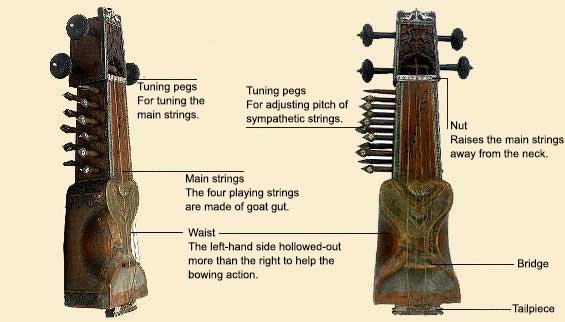 Tuning pegs
For tuning the
main strings.
Tuning pegs
For adjusting pitch of
sympathetic strings.
Nut
Raises the main strings
away from the neck.
Main strings
The four playing strings
are made of goat gut.
Waist
The left-hand side hollowed-out
more than the right to help the
bowing action.
Bridge
Tailpiece